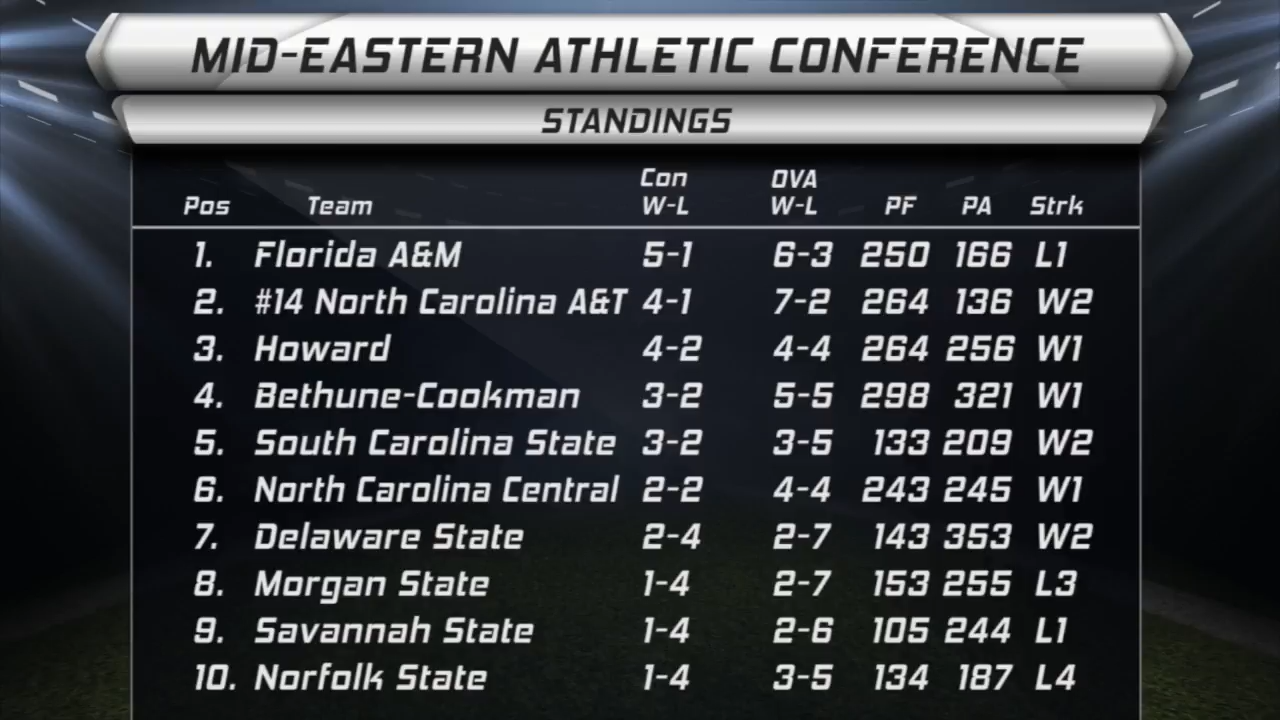 MID-EASTERN ATHLETIC CONFERENCE
STANDINGS
Pos Team Con W-L OVA W-L PF PA Strk
1. Florida A&M 5-1 6-3 250 166 L1
2. #14 North Carolina A&T 4-1 7-2 264 136 W2
3. Howard 4-2 4-4 264 256 W1
4. Bethune-Cookman 3-2 5-5 298 321 W1
5. South Carolina State 3-2 3-5 133 209 W2
6. North Carolina Central 2-2 4-4 243 245 W1
7. Delaware State 2-4 2-7 143 353 W2
8. Morgan State 1-4 2-7 153 255 L3
9. Savannah State 1-4 2-6 105 244 L1
10. Norfolk State 1-4 3-5 134 187 L4